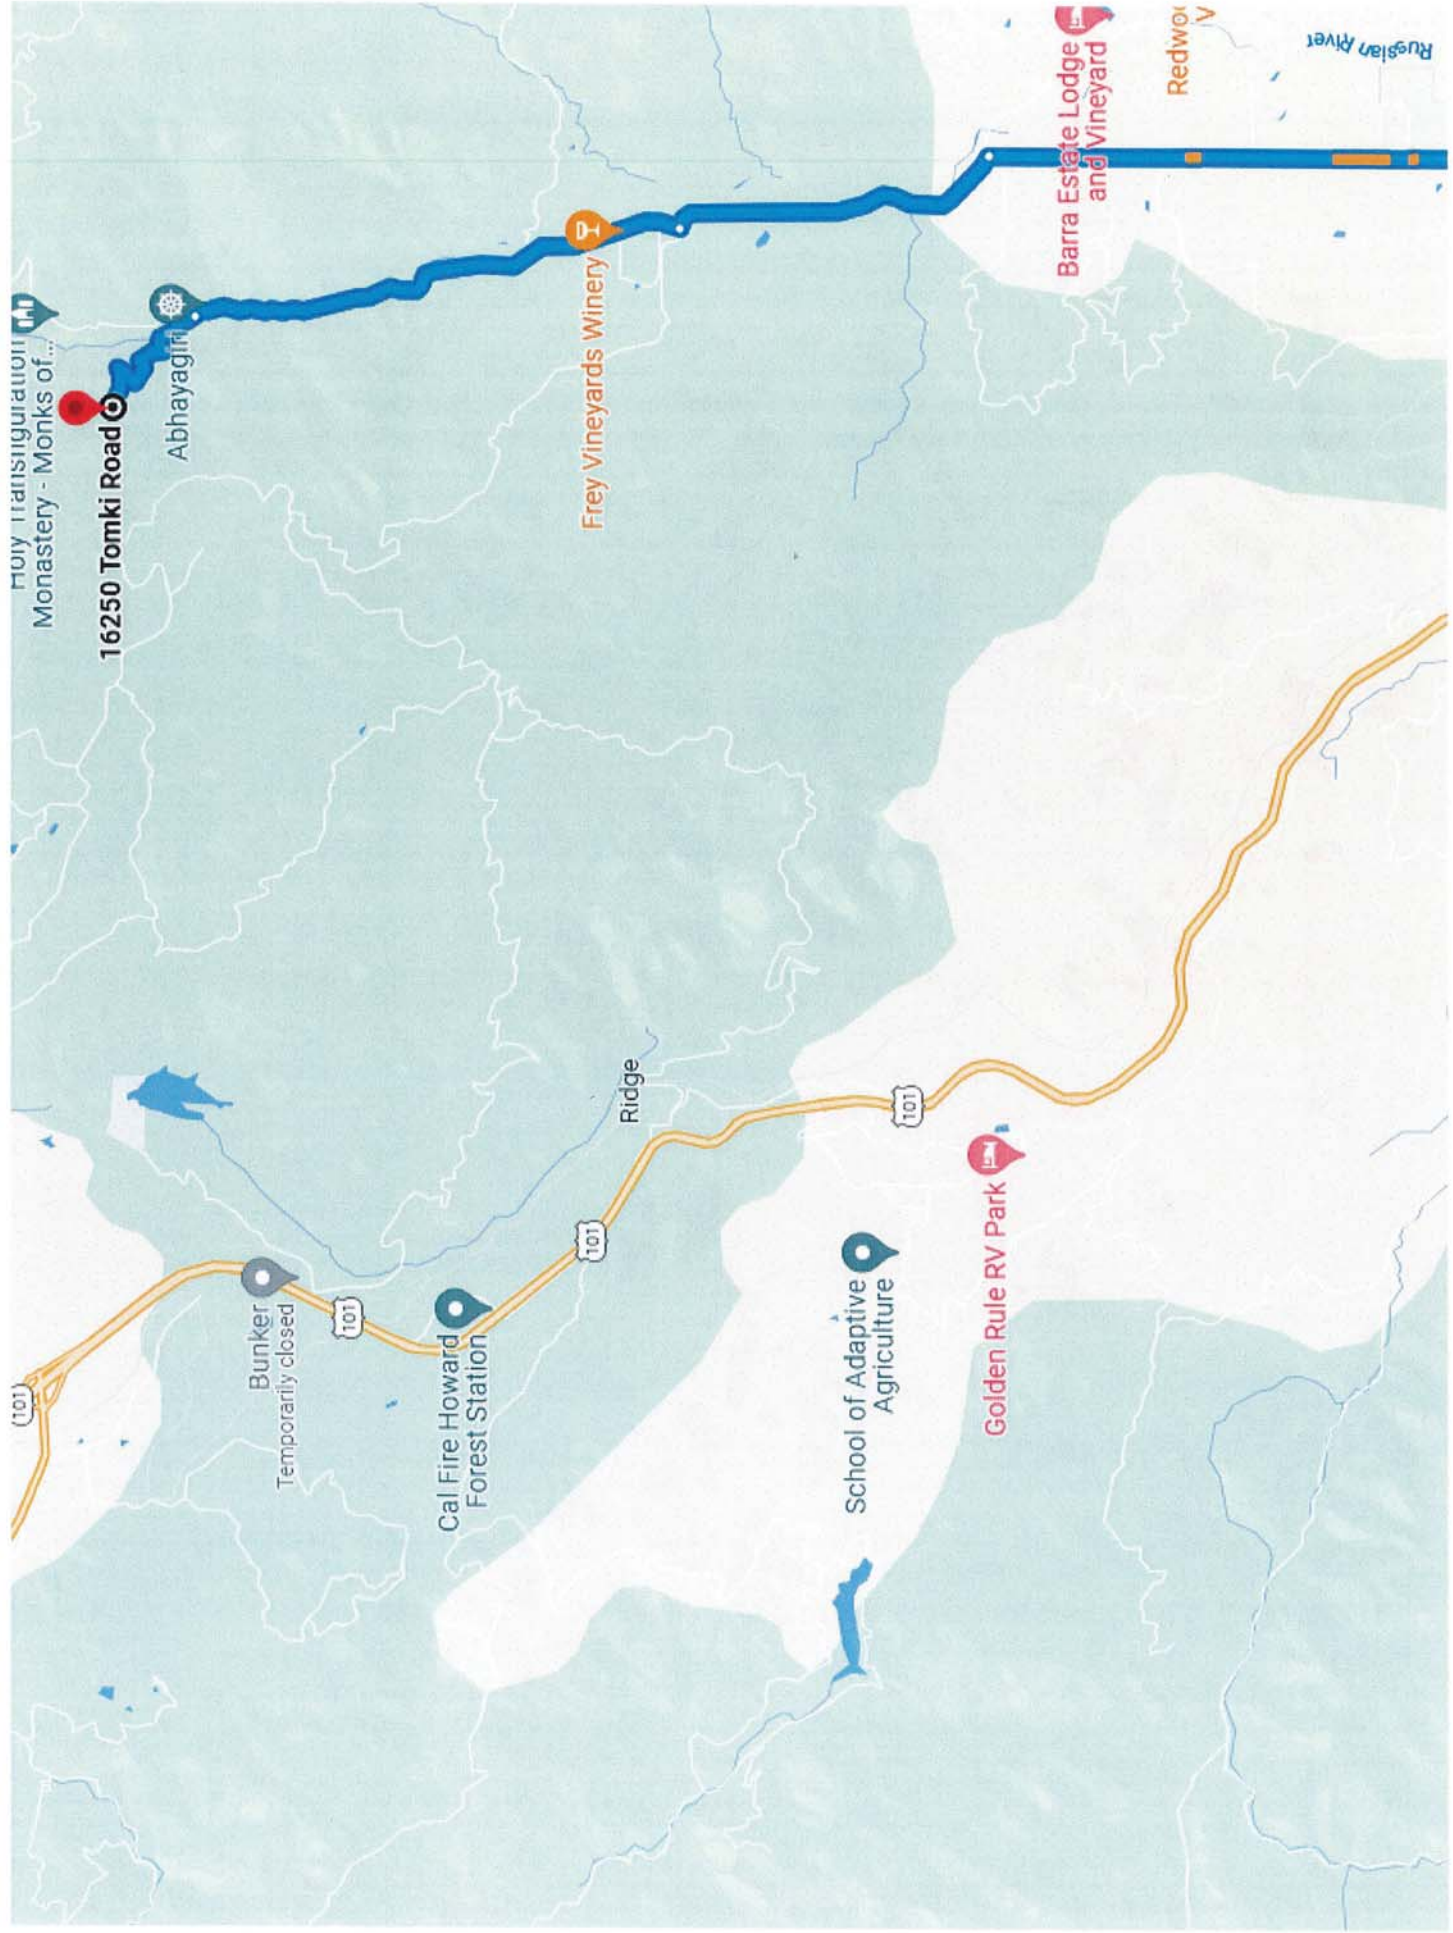 101
Holy Transfiguration
Monastery - Monks of...
16250 Tomki Road
Abhayagiri
Bunker
Temporarily closed
101
Cal Fire Howard
Forest Station
101
Frey Vineyards Winery
Ridge
School of Adaptive
Agriculture
101
Golden Rule RV Park
Barra Estate Lodge
and Vineyard
Redwo
V
Russian River